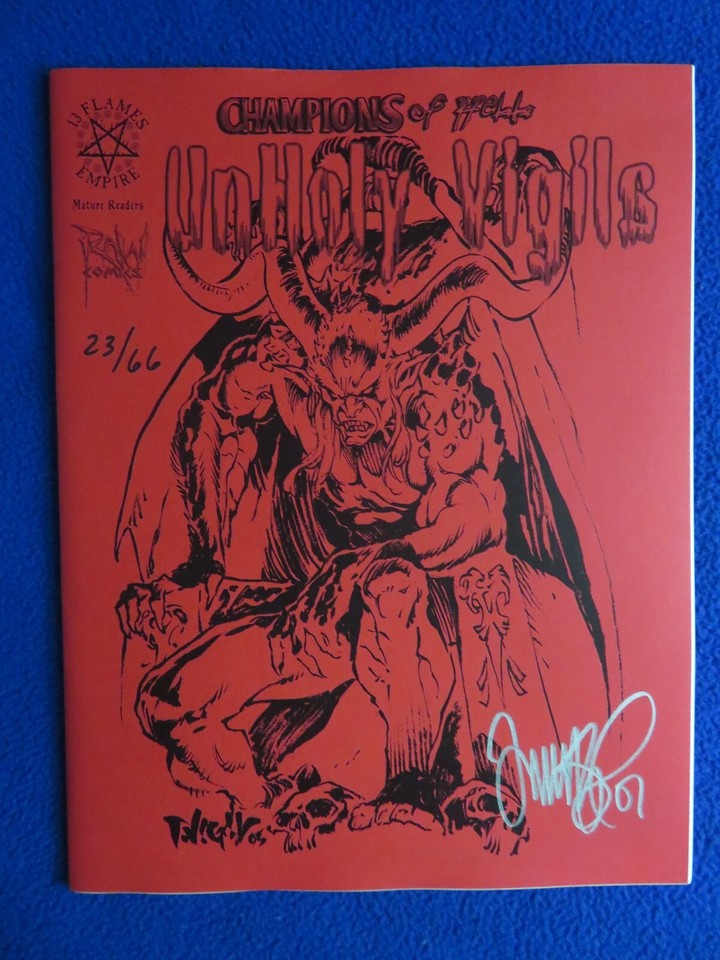 13 FLAMES
EMPIRE
Mature Readers
RAW
COMICS
CHAMPIONS of Hell
UnHoly Vigils
23/66
07